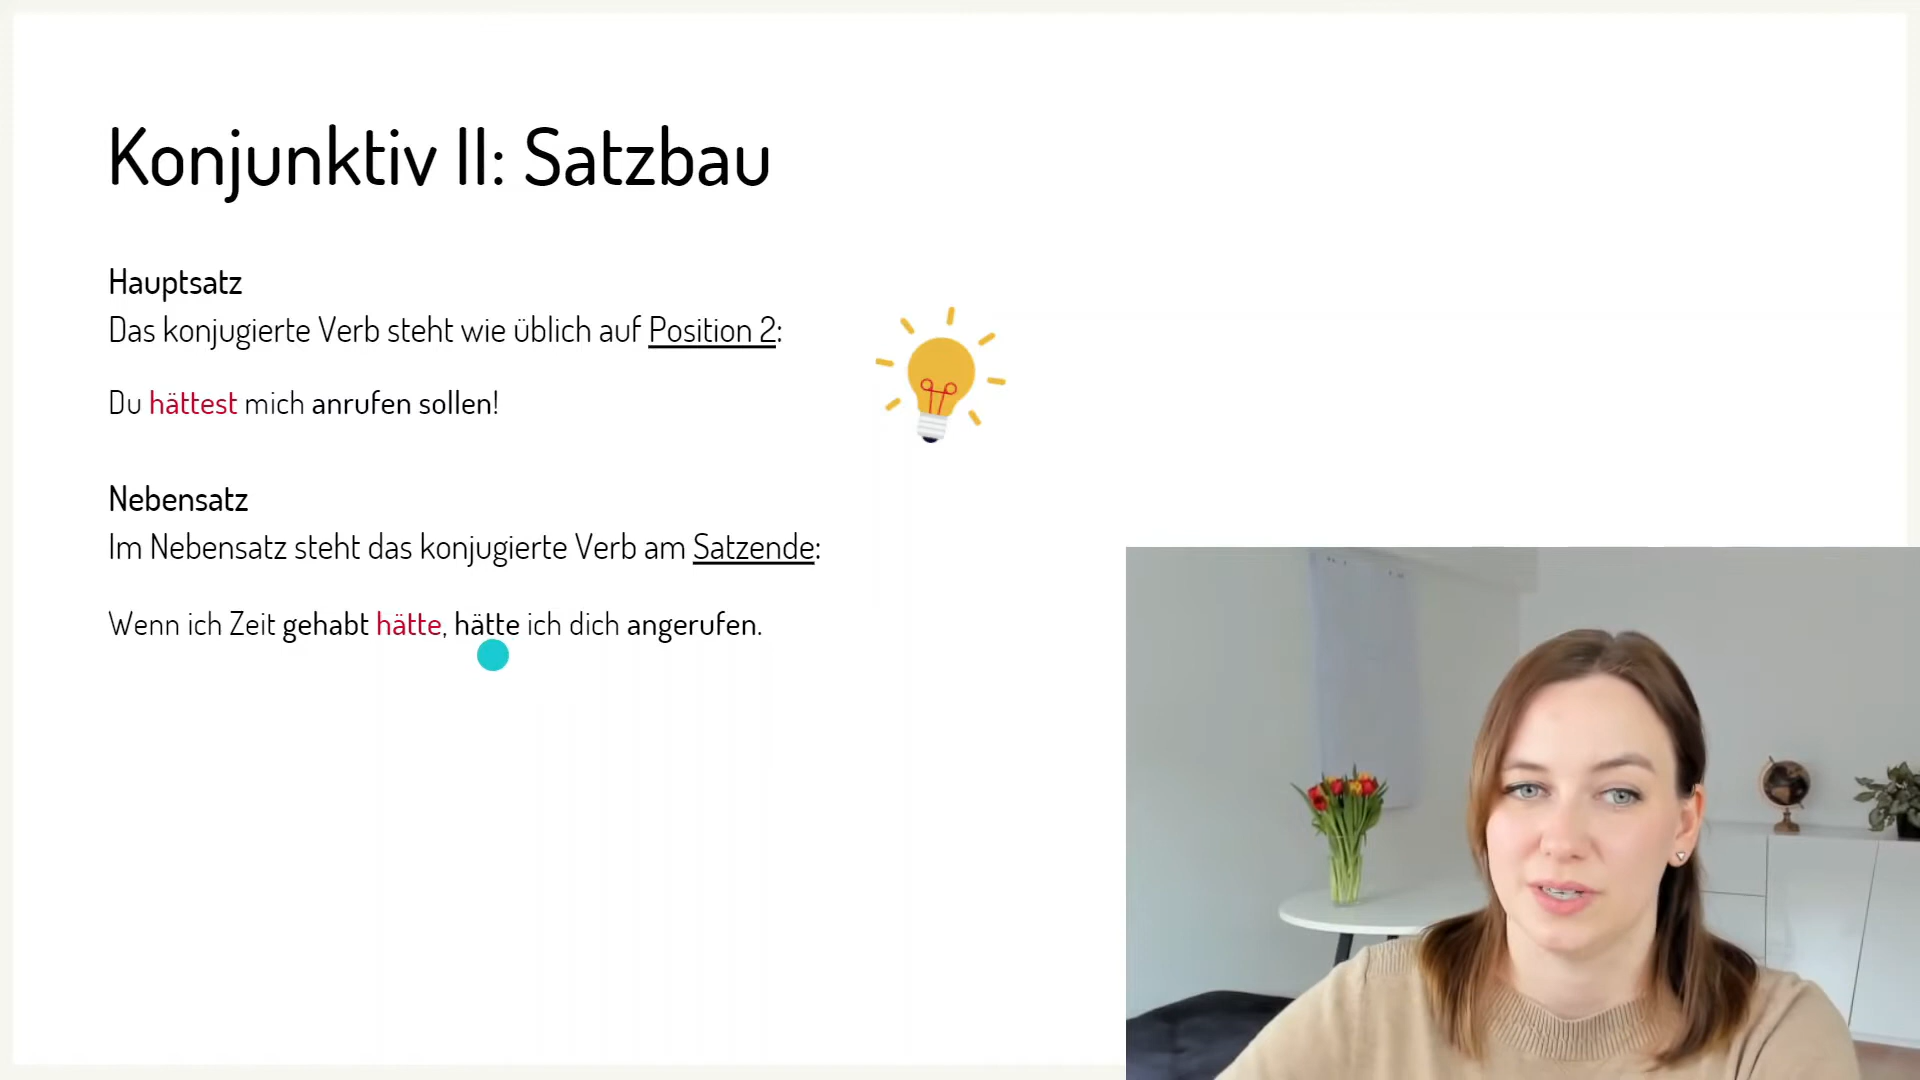 Konjunktiv II: Satzbau
Hauptsatz
Das konjugierte Verb steht wie üblich auf Position 2:
Du hättest mich anrufen sollen!
Nebensatz
Im Nebensatz steht das konjugierte Verb am Satzende:
Wenn ich Zeit gehabt hätte, hätte ich dich angerufen.